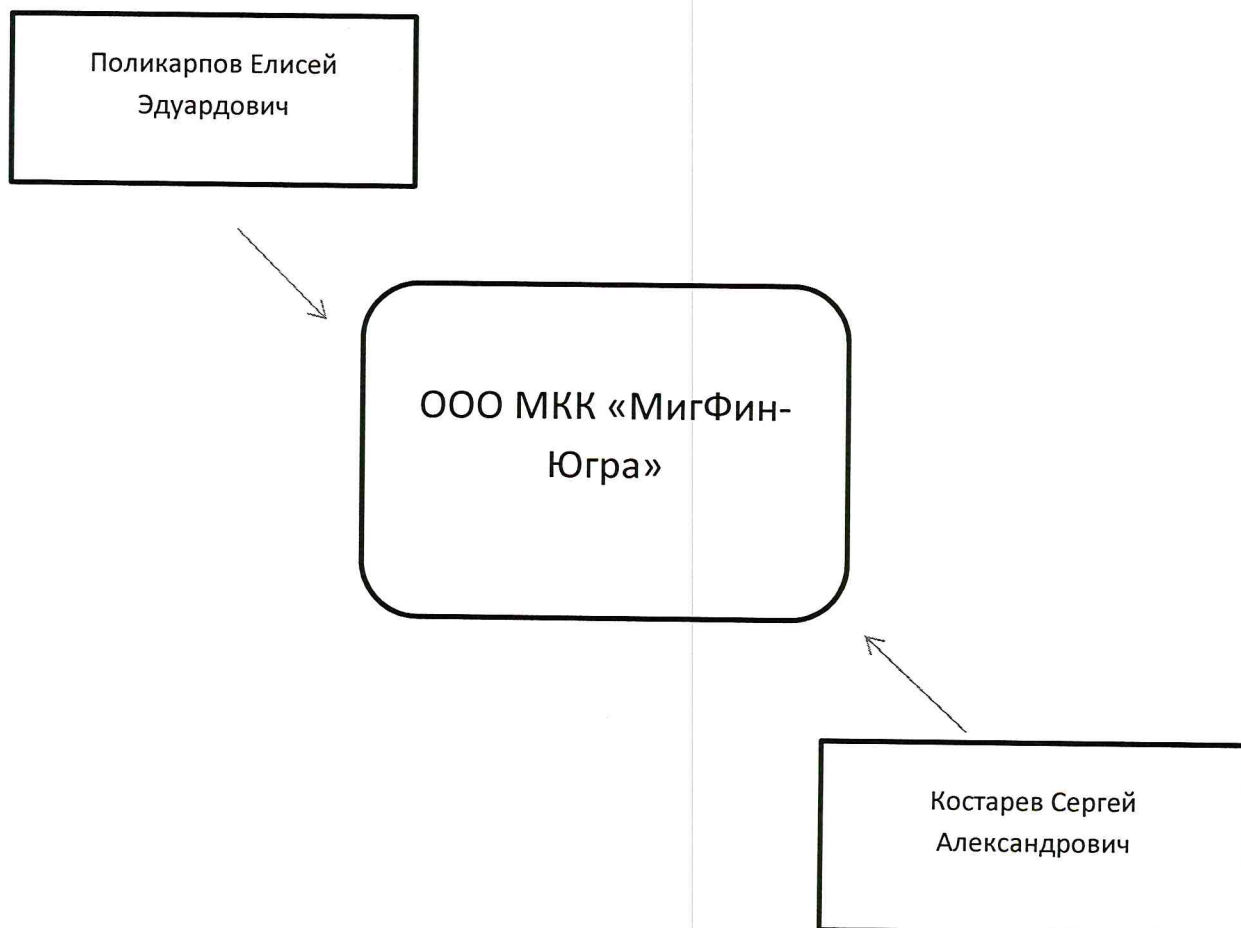 Поликарпов Елисей
Эдуардович
ООО МКК «МигФин-
Югра»
Костарев Сергей
Александрович